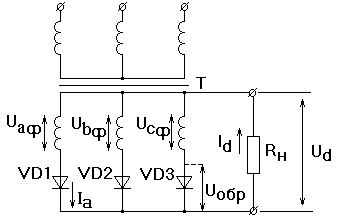 T
Uaф Ubф Ucф
Id Rн Ud
VD1 VD2 VD3
Ia Uобр